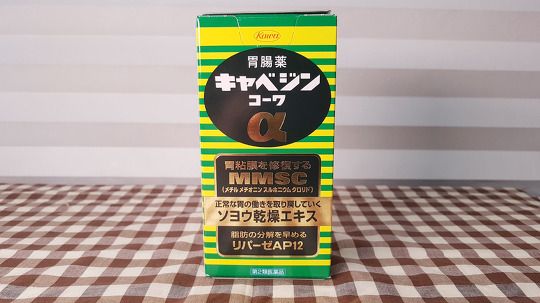 Kowa
胃腸薬
キャベジン
コーワ
α
胃粘膜を修復する
MMSC
(メチル メチオニン スルホニウム クロリド)
正常な胃の働きを取り戻していく
ソヨウ乾燥エキス
脂肪の分解を早める
リパーゼAP12
第2類医薬品